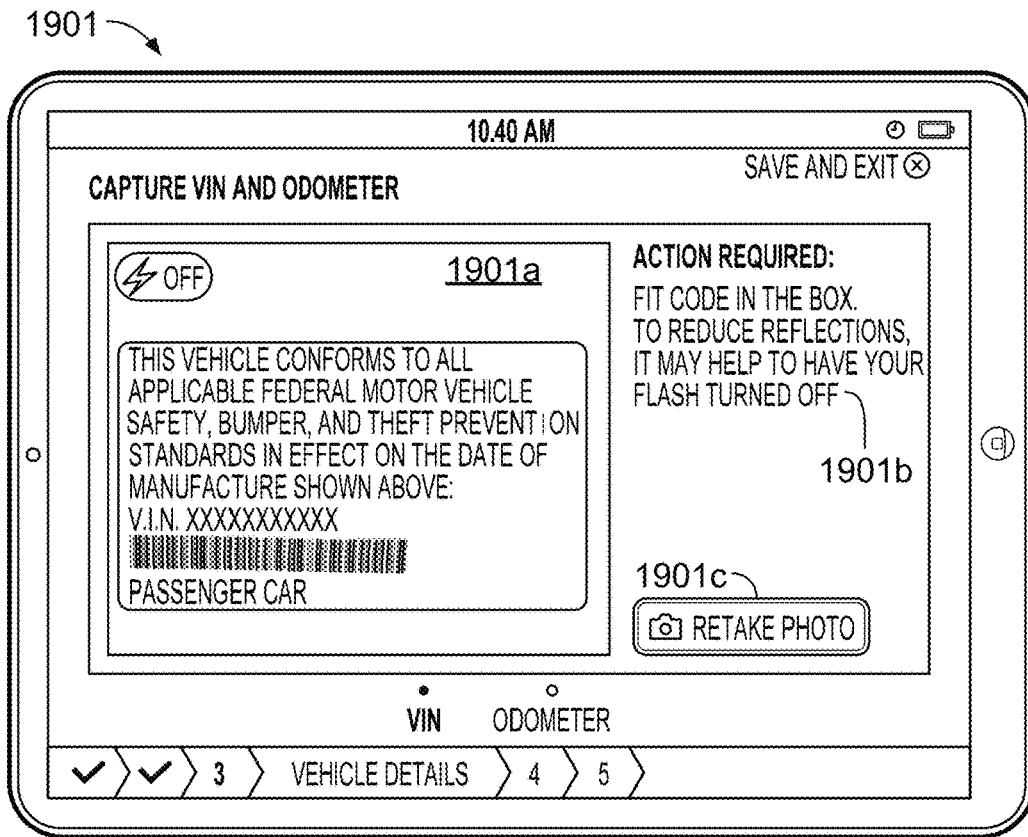 1901
10.40 AM
SAVE AND EXIT
CAPTURE VIN AND ODOMETER
OFF
1901a
THIS VEHICLE CONFORMS TO ALL
APPLICABLE FEDERAL MOTOR VEHICLE
SAFETY, BUMPER, AND THEFT PREVENTION
STANDARDS IN EFFECT ON THE DATE OF
MANUFACTURE SHOWN ABOVE:
V.I.N. XXXXXXXXXXX
PASSENGER CAR
ACTION REQUIRED:
FIT CODE IN THE BOX.
TO REDUCE REFLECTIONS,
IT MAY HELP TO HAVE YOUR
FLASH TURNED OFF
1901b
1901c
RETAKE PHOTO
VIN ODOMETER
3 VEHICLE DETAILS 4 5